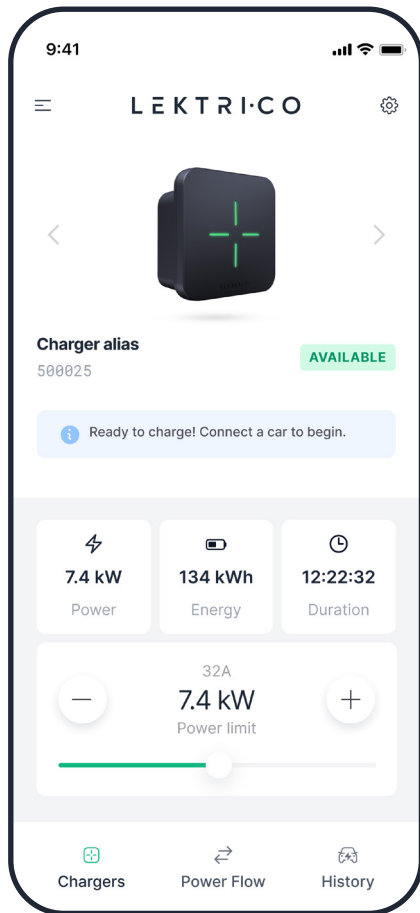 9:41
LEKTRI·CO
Charger alias
500025
AVAILABLE
Ready to charge! Connect a car to begin.
7.4 kW
Power
134 kWh
Energy
12:22:32
Duration
32A
7.4 kW
Power limit
Chargers
Power Flow
History